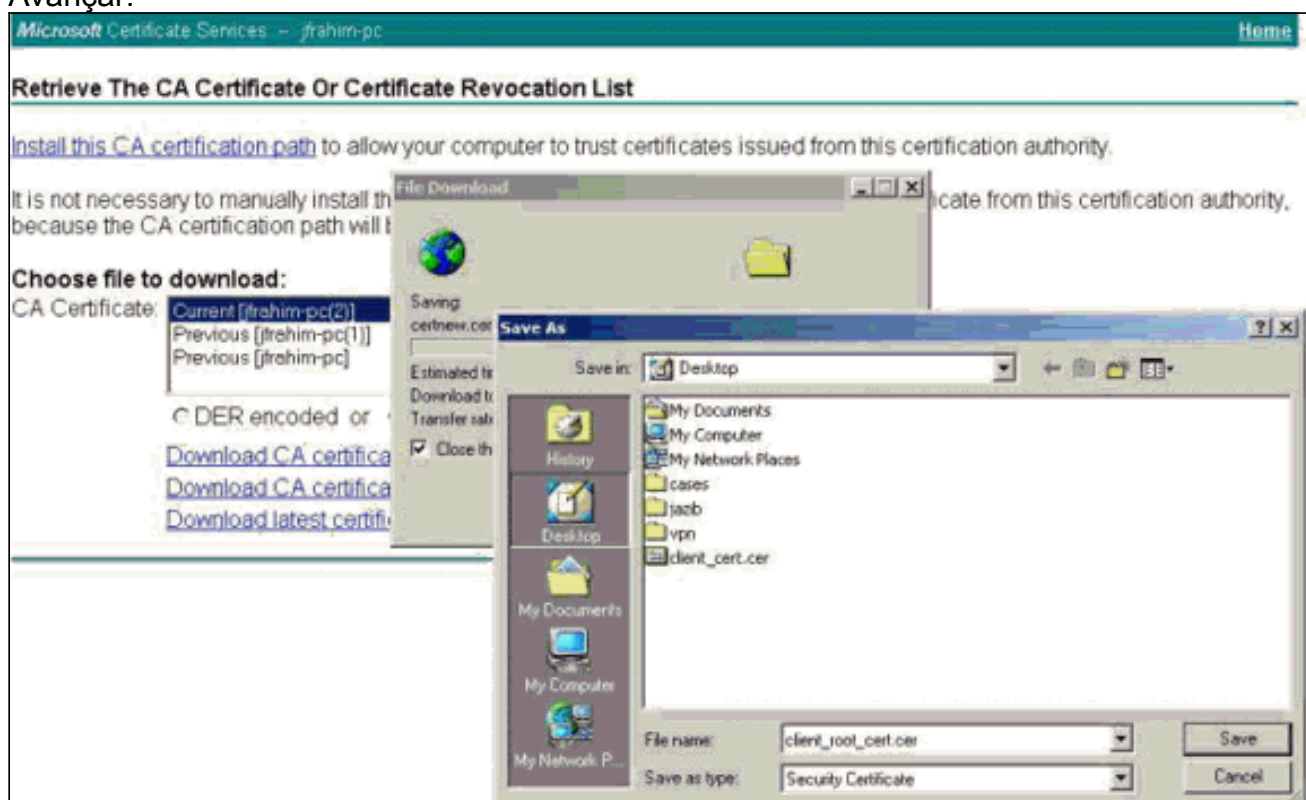 Avançar.
Microsoft Certificate Services -- jfrahim-pc Home
Retrieve The CA Certificate Or Certificate Revocation List
Install this CA certification path to allow your computer to trust certificates issued from this certification authority.
It is not necessary to manually install th
icate from this certification authority,
because the CA certification path will
Choose file to download:
CA Certificate:
Current [jfrahim-pc(2)]
Previous [jfrahim-pc(1)]
Previous [jfrahim-pc]
DER encoded or
Download CA certifica
Download CA certifica
Download latest certifi
File Download
Saving:
certnew.cer
Estimated
Download
Transfer
Close th
Save As
Save in: Desktop
History
Desktop
My Documents
My Computer
My Network P...
My Documents
My Computer
My Network Places
cases
jazib
vpn
client_cert.cer
File name: client_root_cert.cer Save
Save as type: Security Certificate Cancel